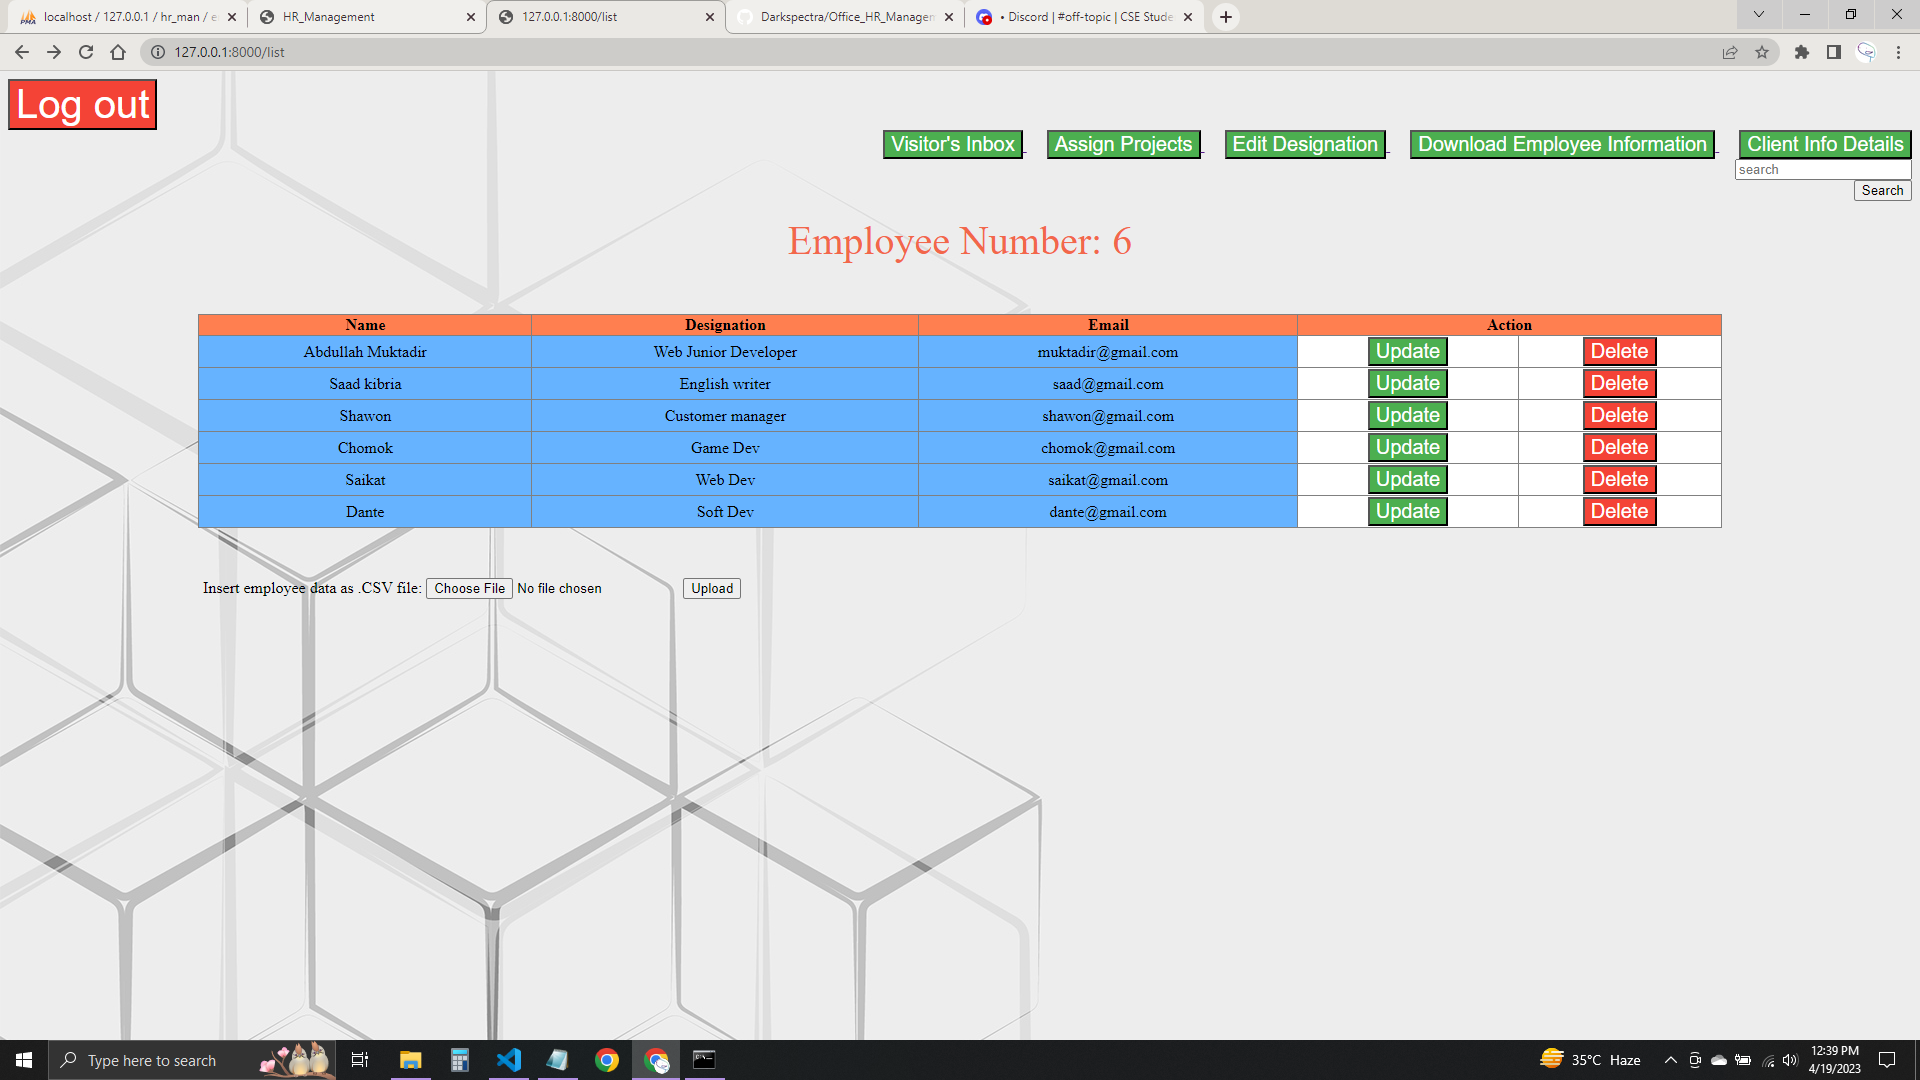 localhost / 127.0.0.1 / hr_man / e
HR_Management
127.0.0.1:8000/list
Darkspectra/Office_HR_Managem
• Discord | #off-topic | CSE Stude
127.0.0.1:8000/list
Log out
Visitor's Inbox Assign Projects Edit Designation Download Employee Information Client Info Details
search
Search
Employee Number: 6
Name Designation Email Action
Abdullah Muktadir Web Junior Developer muktadir@gmail.com Update Delete
Saad kibria English writer saad@gmail.com Update Delete
Shawon Customer manager shawon@gmail.com Update Delete
Chomok Game Dev chomok@gmail.com Update Delete
Saikat Web Dev saikat@gmail.com Update Delete
Dante Soft Dev dante@gmail.com Update Delete
Insert employee data as .CSV file: Choose File No file chosen Upload
Type here to search
35°C Haze
12:39 PM
4/19/2023